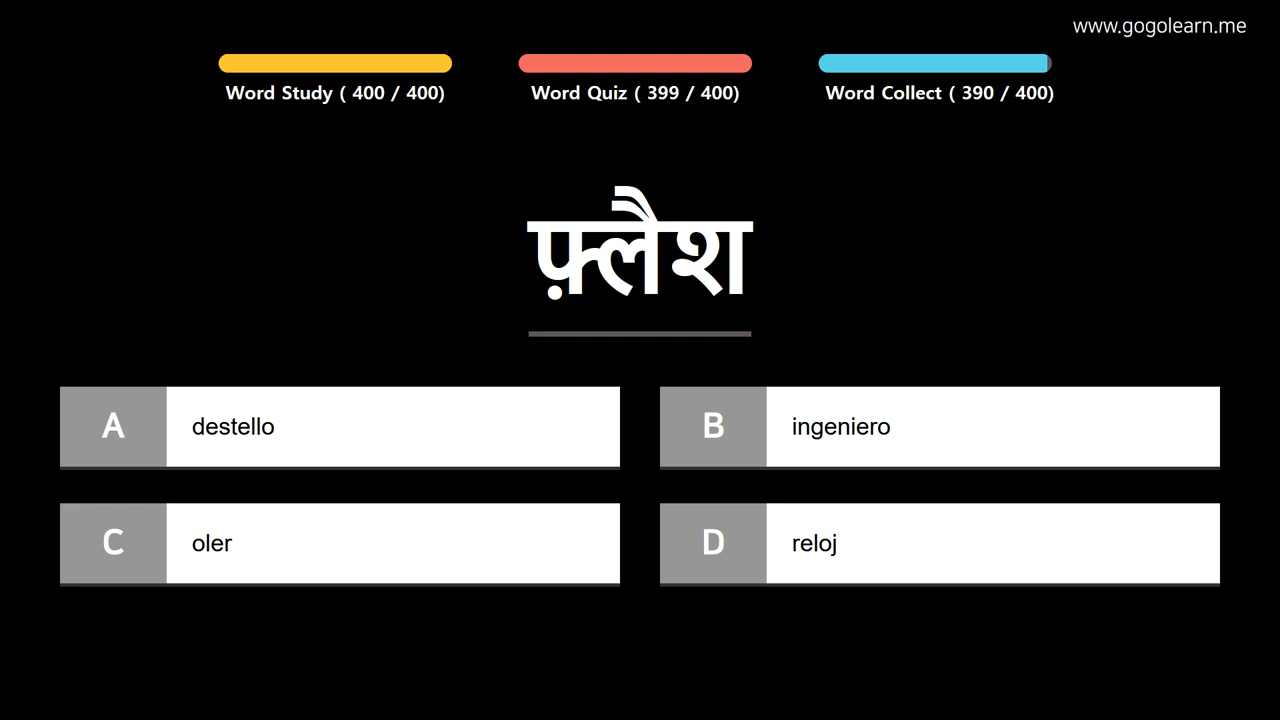 www.gogolearn.me
Word Study ( 400 / 400)
Word Quiz ( 399 / 400)
Word Collect ( 390 / 400)
फ़्लैश
A destello
B ingeniero
C oler
D reloj